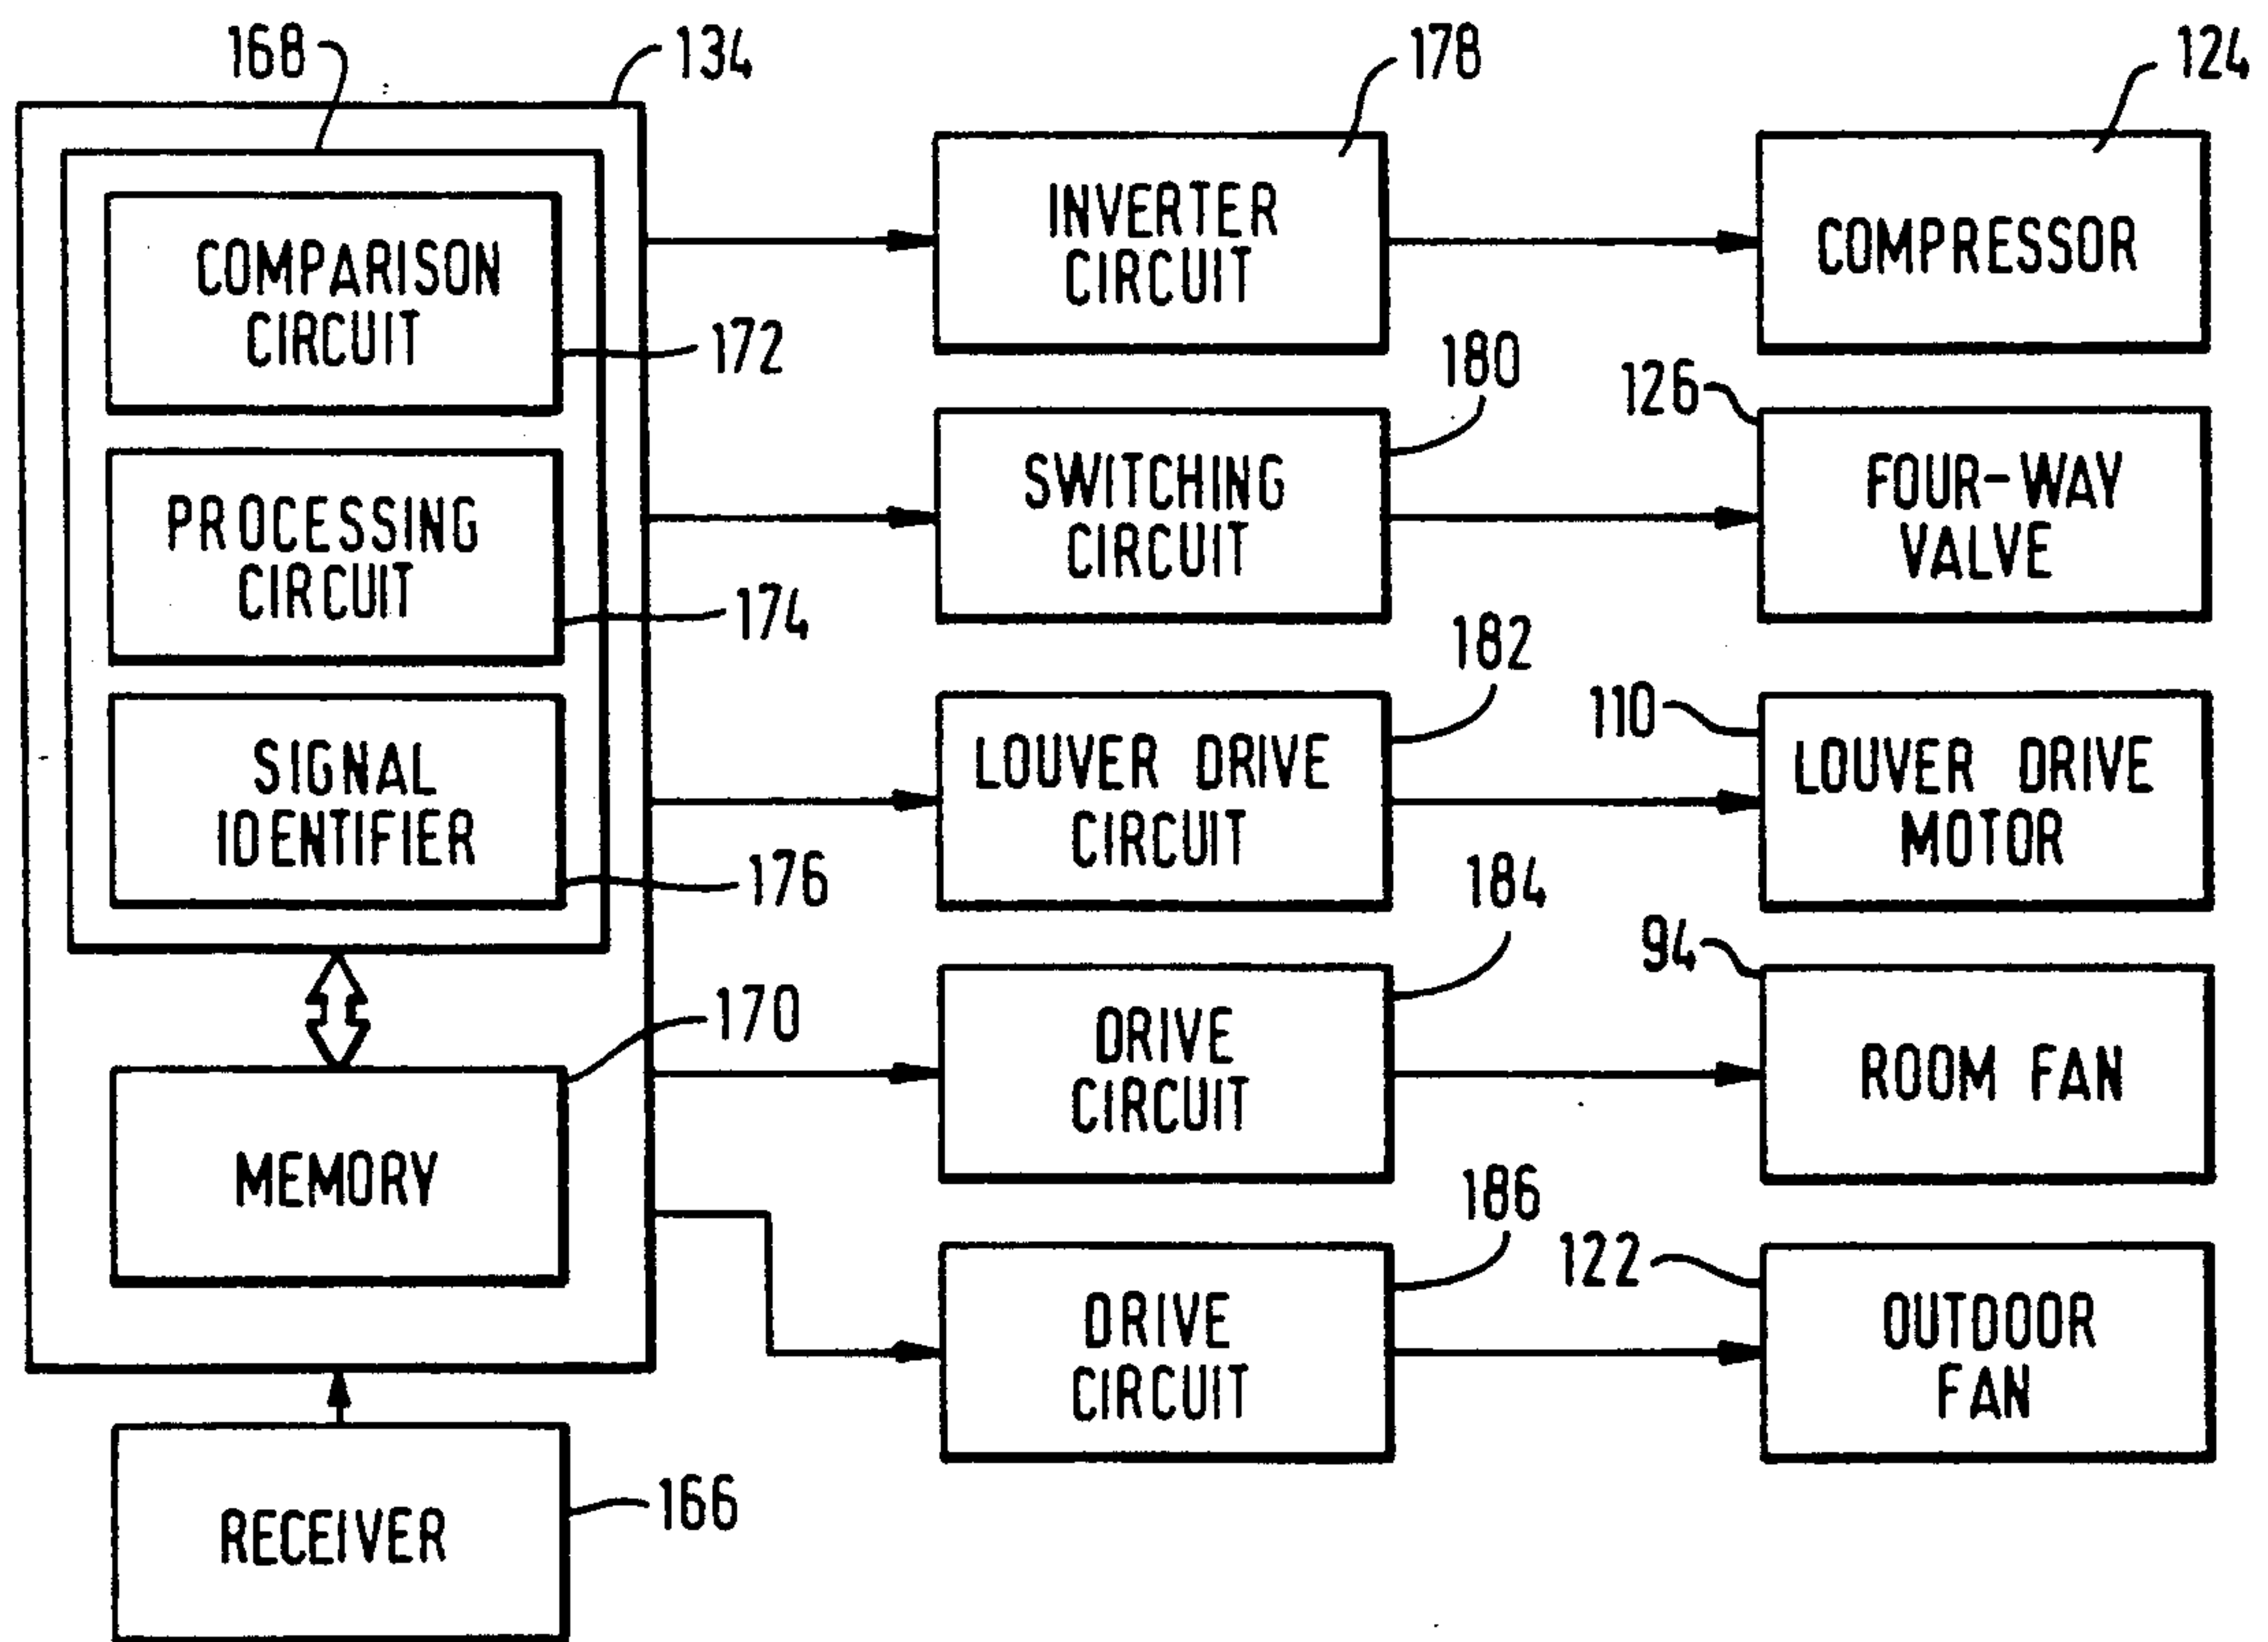 168
134
178
124
COMPARISON
CIRCUIT
172
INVERTER
CIRCUIT
COMPRESSOR
PROCESSING
CIRCUIT
174
180
SWITCHING
CIRCUIT
126
FOUR-WAY
VALVE
SIGNAL
IDENTIFIER
176
182
LOUVER DRIVE
CIRCUIT
110
LOUVER DRIVE
MOTOR
MEMORY
170
184
DRIVE
CIRCUIT
94
ROOM FAN
186
DRIVE
CIRCUIT
122
OUTDOOR
FAN
RECEIVER
166